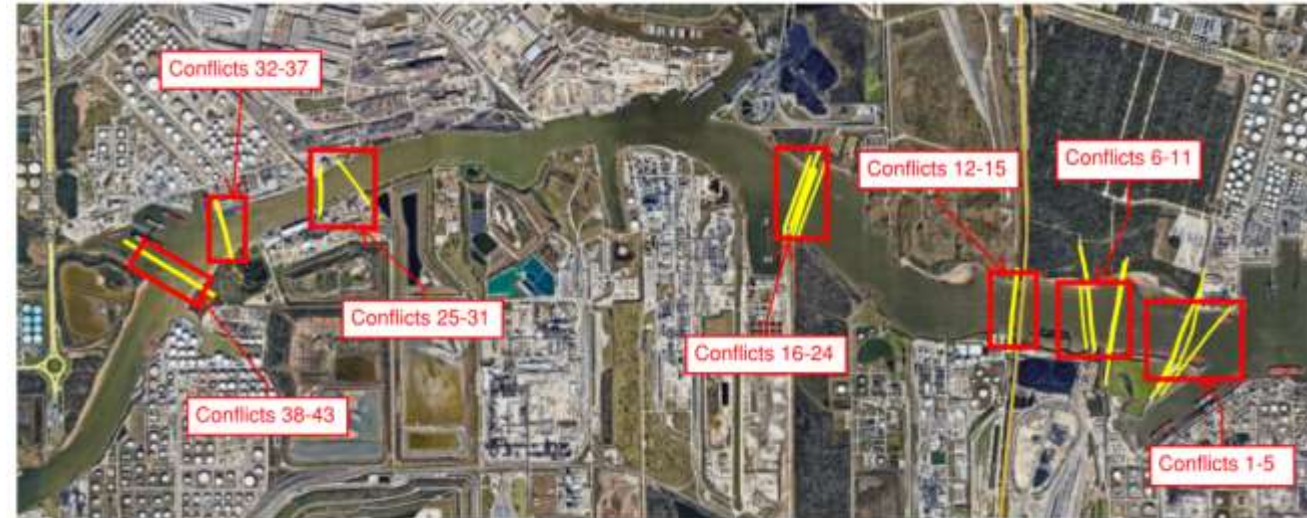 Conflicts 32-37
Conflicts 12-15
Conflicts 6-11
Conflicts 25-31
Conflicts 16-24
Conflicts 38-43
Conflicts 1-5